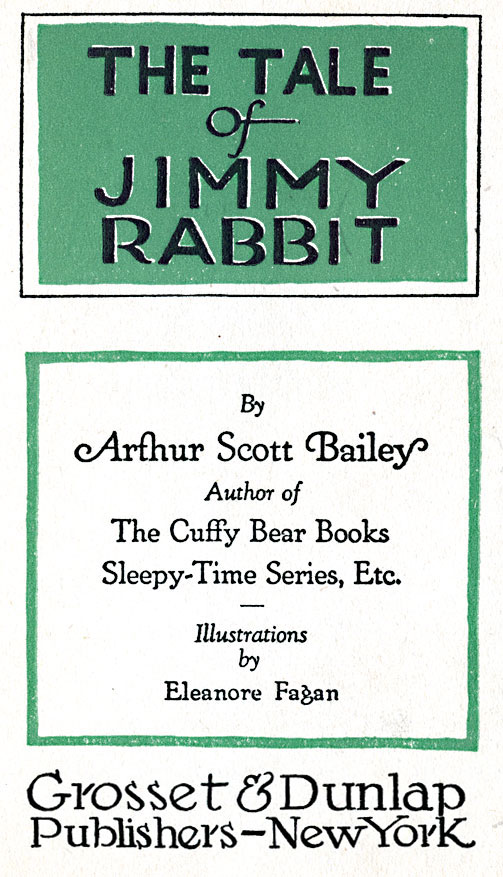 THE TALE
of
JIMMY
RABBIT
By
Arthur Scott Bailey
Author of
The Cuffy Bear Books
Sleepy-Time Series, Etc.
—
Illustrations
by
Eleanore Fagan
Grosset & Dunlap
Publishers—New York